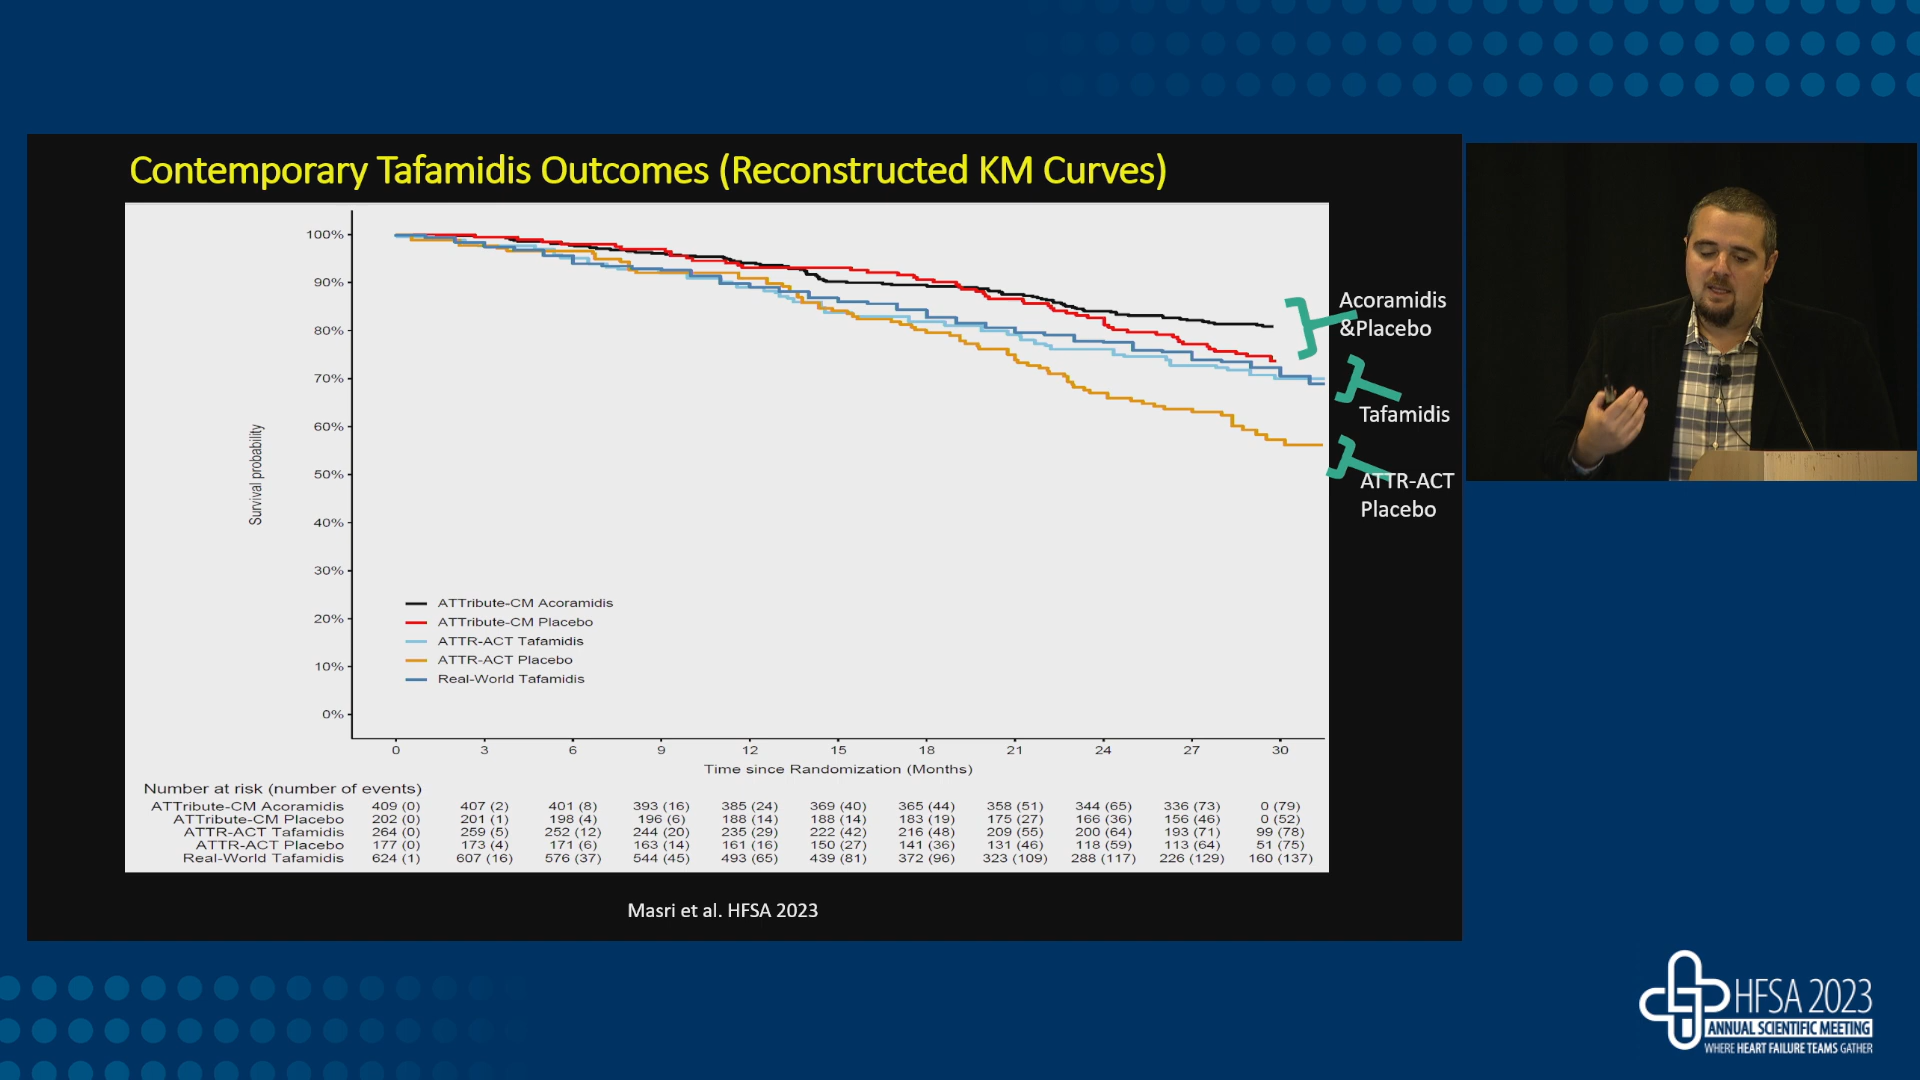 Contemporary Tafamidis Outcomes (Reconstructed KM Curves)
100%
90%
80%
70%
60%
50%
40%
30%
20%
10%
0%
Survival probability
Acoramidis
&Placebo
Tafamidis
ATTR-ACT
Placebo
ATTribute-CM Acoramidis
ATTribute-CM Placebo
ATTR-ACT Tafamidis
ATTR-ACT Placebo
Real-World Tafamidis
0 3 6 9 12 15 18 21 24 27 30
Time since Randomization (Months)
Number at risk (number of events)
ATTribute-CM Acoramidis 409 (0) 407 (2) 401 (8) 393 (16) 385 (24) 369 (40) 365 (44) 358 (51) 344 (65) 336 (73) 0 (79)
ATTribute-CM Placebo 202 (0) 201 (1) 198 (4) 196 (6) 188 (14) 188 (14) 183 (19) 175 (27) 166 (36) 156 (46) 0 (52)
ATTR-ACT Tafamidis 264 (0) 259 (5) 252 (12) 244 (20) 235 (29) 222 (42) 216 (48) 209 (55) 200 (64) 193 (71) 99 (78)
ATTR-ACT Placebo 177 (0) 173 (4) 171 (6) 163 (14) 161 (16) 150 (27) 141 (36) 131 (46) 118 (59) 113 (64) 51 (75)
Real-World Tafamidis 624 (1) 607 (16) 576 (37) 544 (45) 493 (65) 439 (81) 372 (96) 323 (109) 288 (117) 226 (129) 160 (137)
Masri et al. HFSA 2023
HFSA 2023
ANNUAL SCIENTIFIC MEETING
WHERE HEART FAILURE TEAMS GATHER